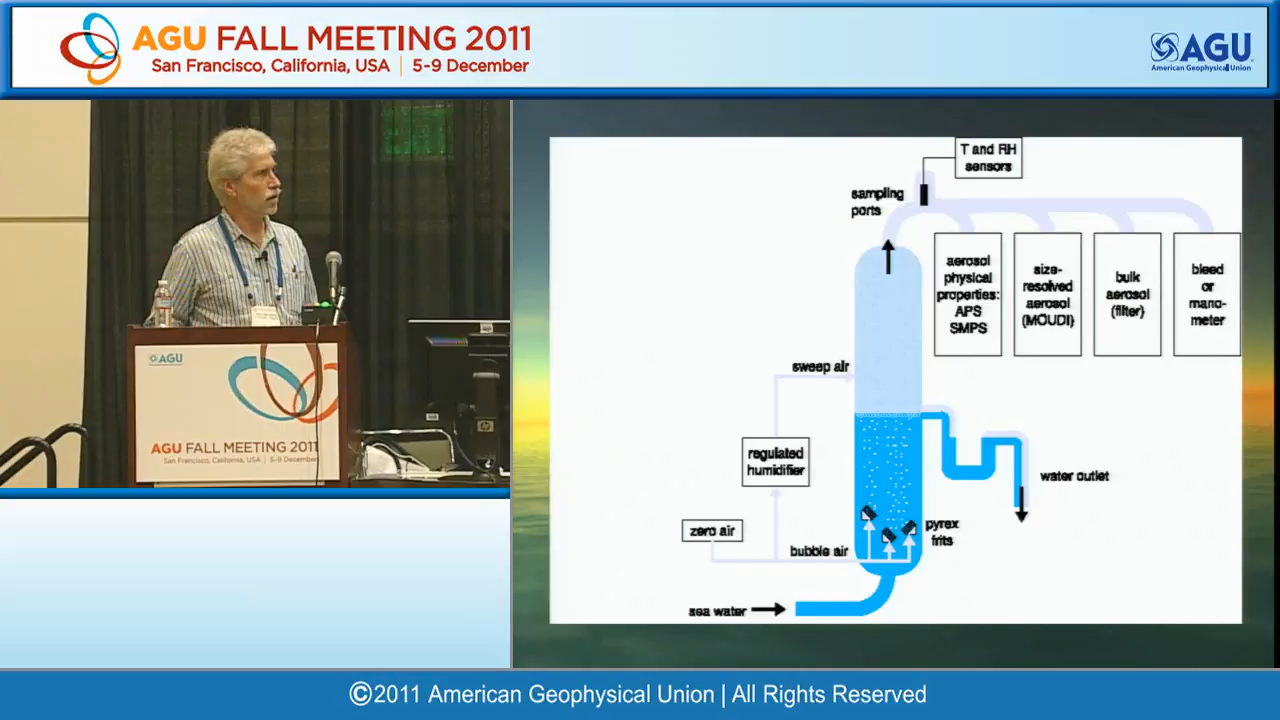 AGU FALL MEETING 2011
San Francisco, California, USA | 5-9 December
AGU
American Geophysical Union
AGU
AGU FALL MEETING 2011
San Francisco, California, USA | 5-9 December
hp
T and RH
sensors
sampling
ports
aerosol
physical
properties:
APS
SMPS
size-
resolved
aerosol
(MOUDI)
bulk
aerosol
(filter)
bleed
or
mano-
meter
sweep air
regulated
humidifier
water outlet
zero air
bubble air
pyrex
frits
sea water
©2011 American Geophysical Union | All Rights Reserved